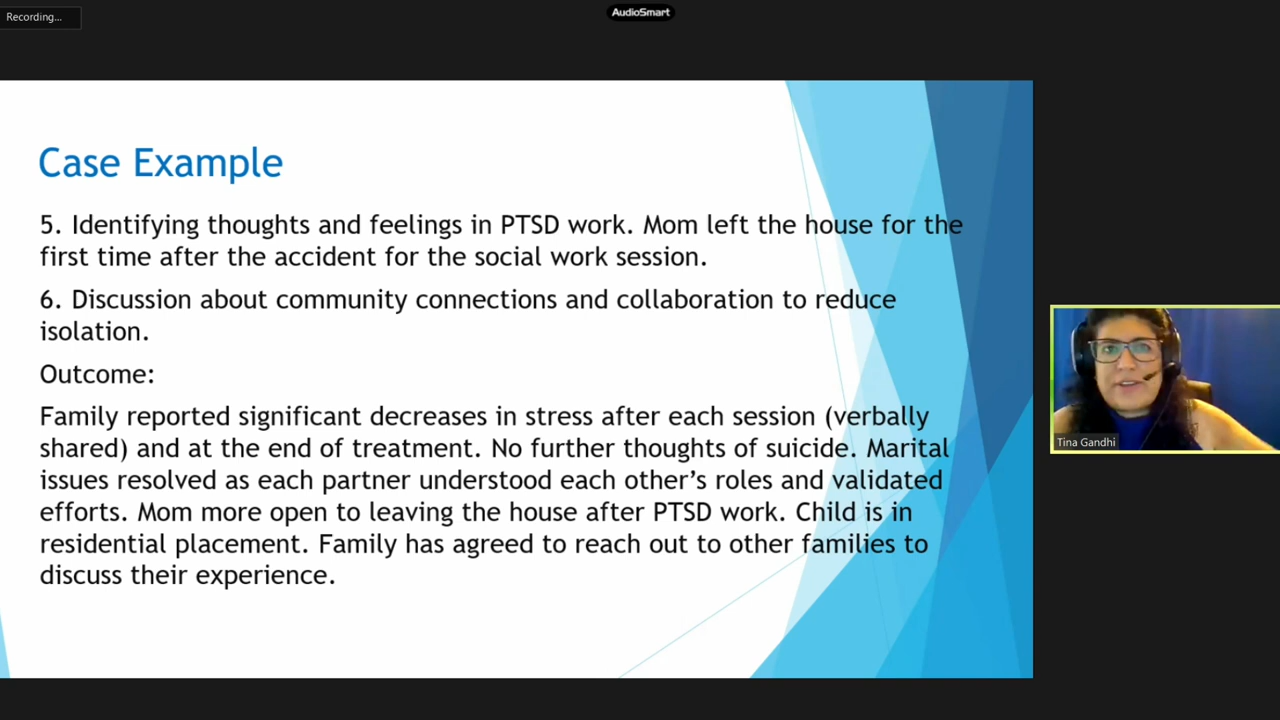 Recording...
AudioSmart
Case Example
5. Identifying thoughts and feelings in PTSD work. Mom left the house for the
first time after the accident for the social work session.
6. Discussion about community connections and collaboration to reduce
isolation.
Outcome:
Family reported significant decreases in stress after each session (verbally
shared) and at the end of treatment. No further thoughts of suicide. Marital
issues resolved as each partner understood each other’s roles and validated
efforts. Mom more open to leaving the house after PTSD work. Child is in
residential placement. Family has agreed to reach out to other families to
discuss their experience.
Tina Gandhi